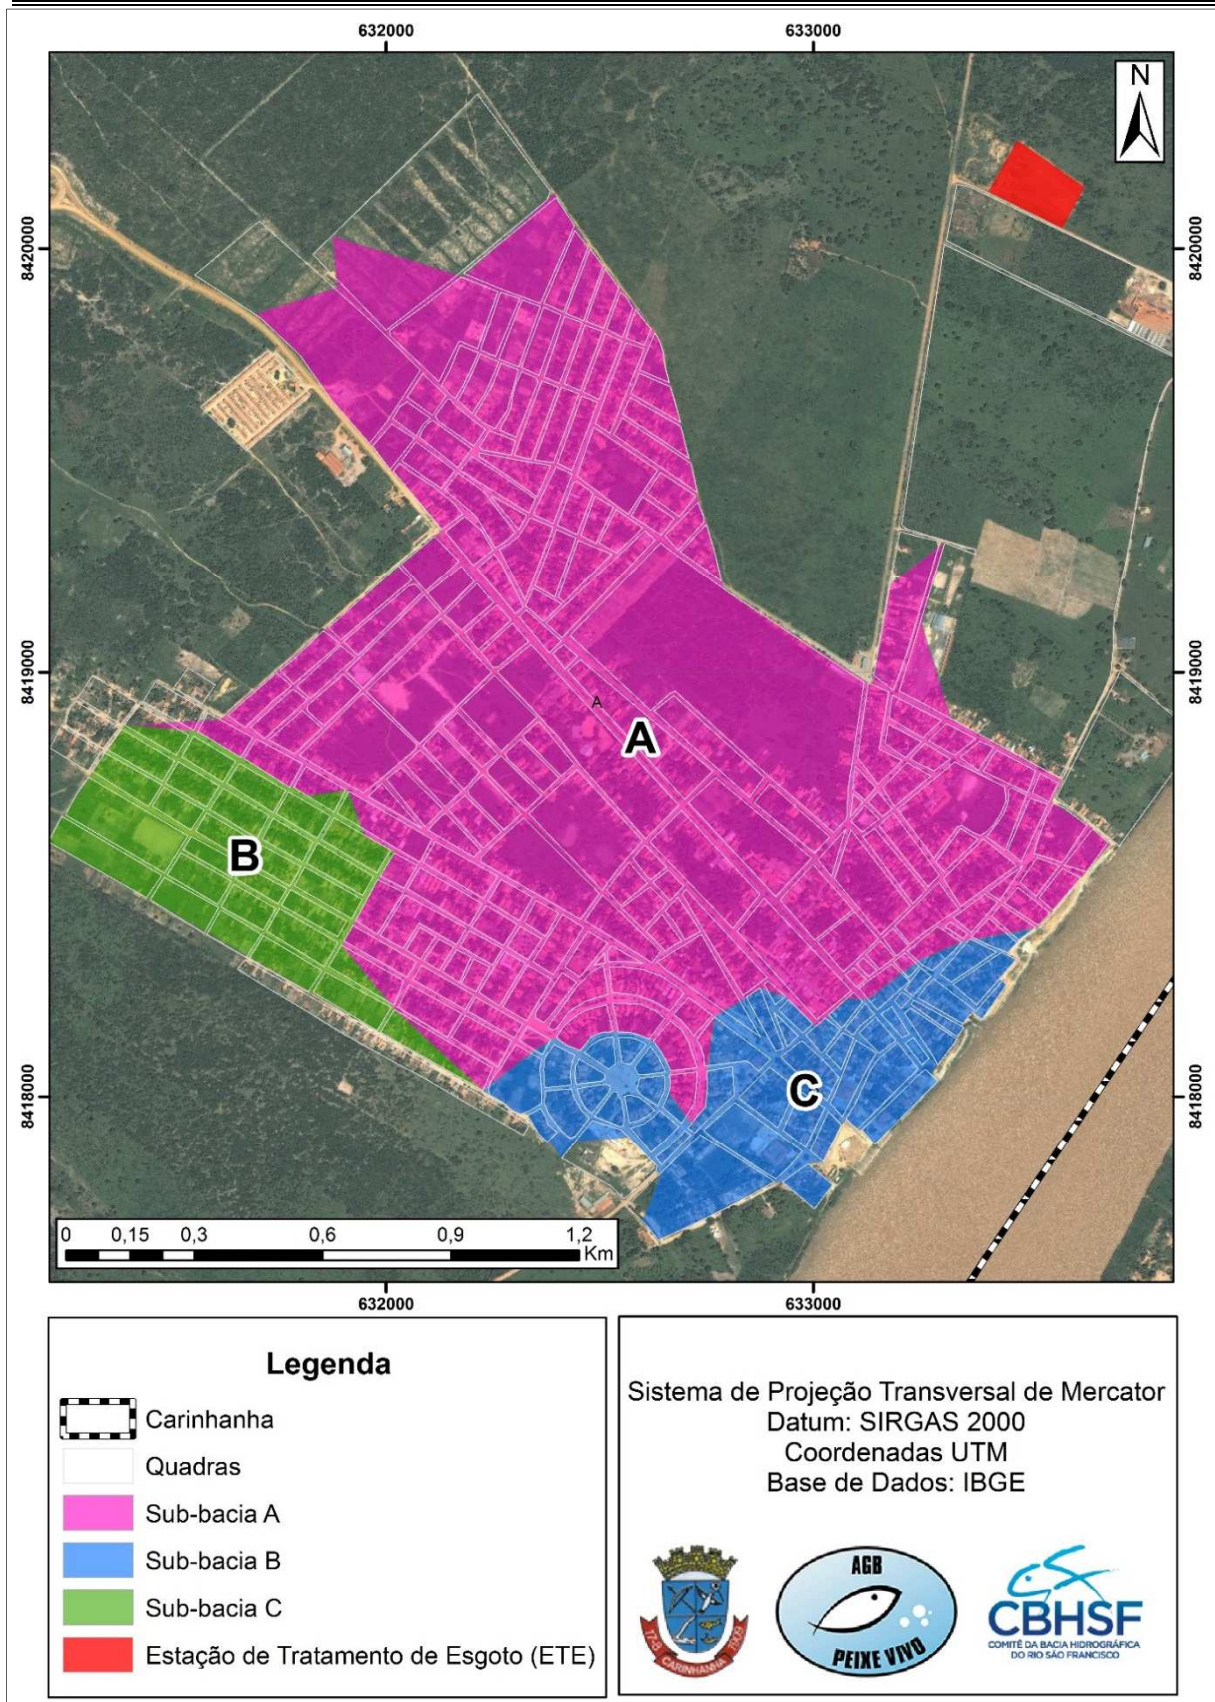 632000
633000
N
8420000
8420000
8419000
8419000
A
A
B
C
8418000
8418000
0 0,15 0,3 0,6 0,9 1,2
Km
632000
633000
Legenda
Carinhanha
Quadras
Sub-bacia A
Sub-bacia B
Sub-bacia C
Estação de Tratamento de Esgoto (ETE)
Sistema de Projeção Transversal de Mercator
Datum: SIRGAS 2000
Coordenadas UTM
Base de Dados: IBGE
17-8 CARINHANHA 1909
AGB
PEIXE VIVO
CBHSF
COMITÊ DA BACIA HIDROGRÁFICA
DO RIO SÃO FRANCISCO